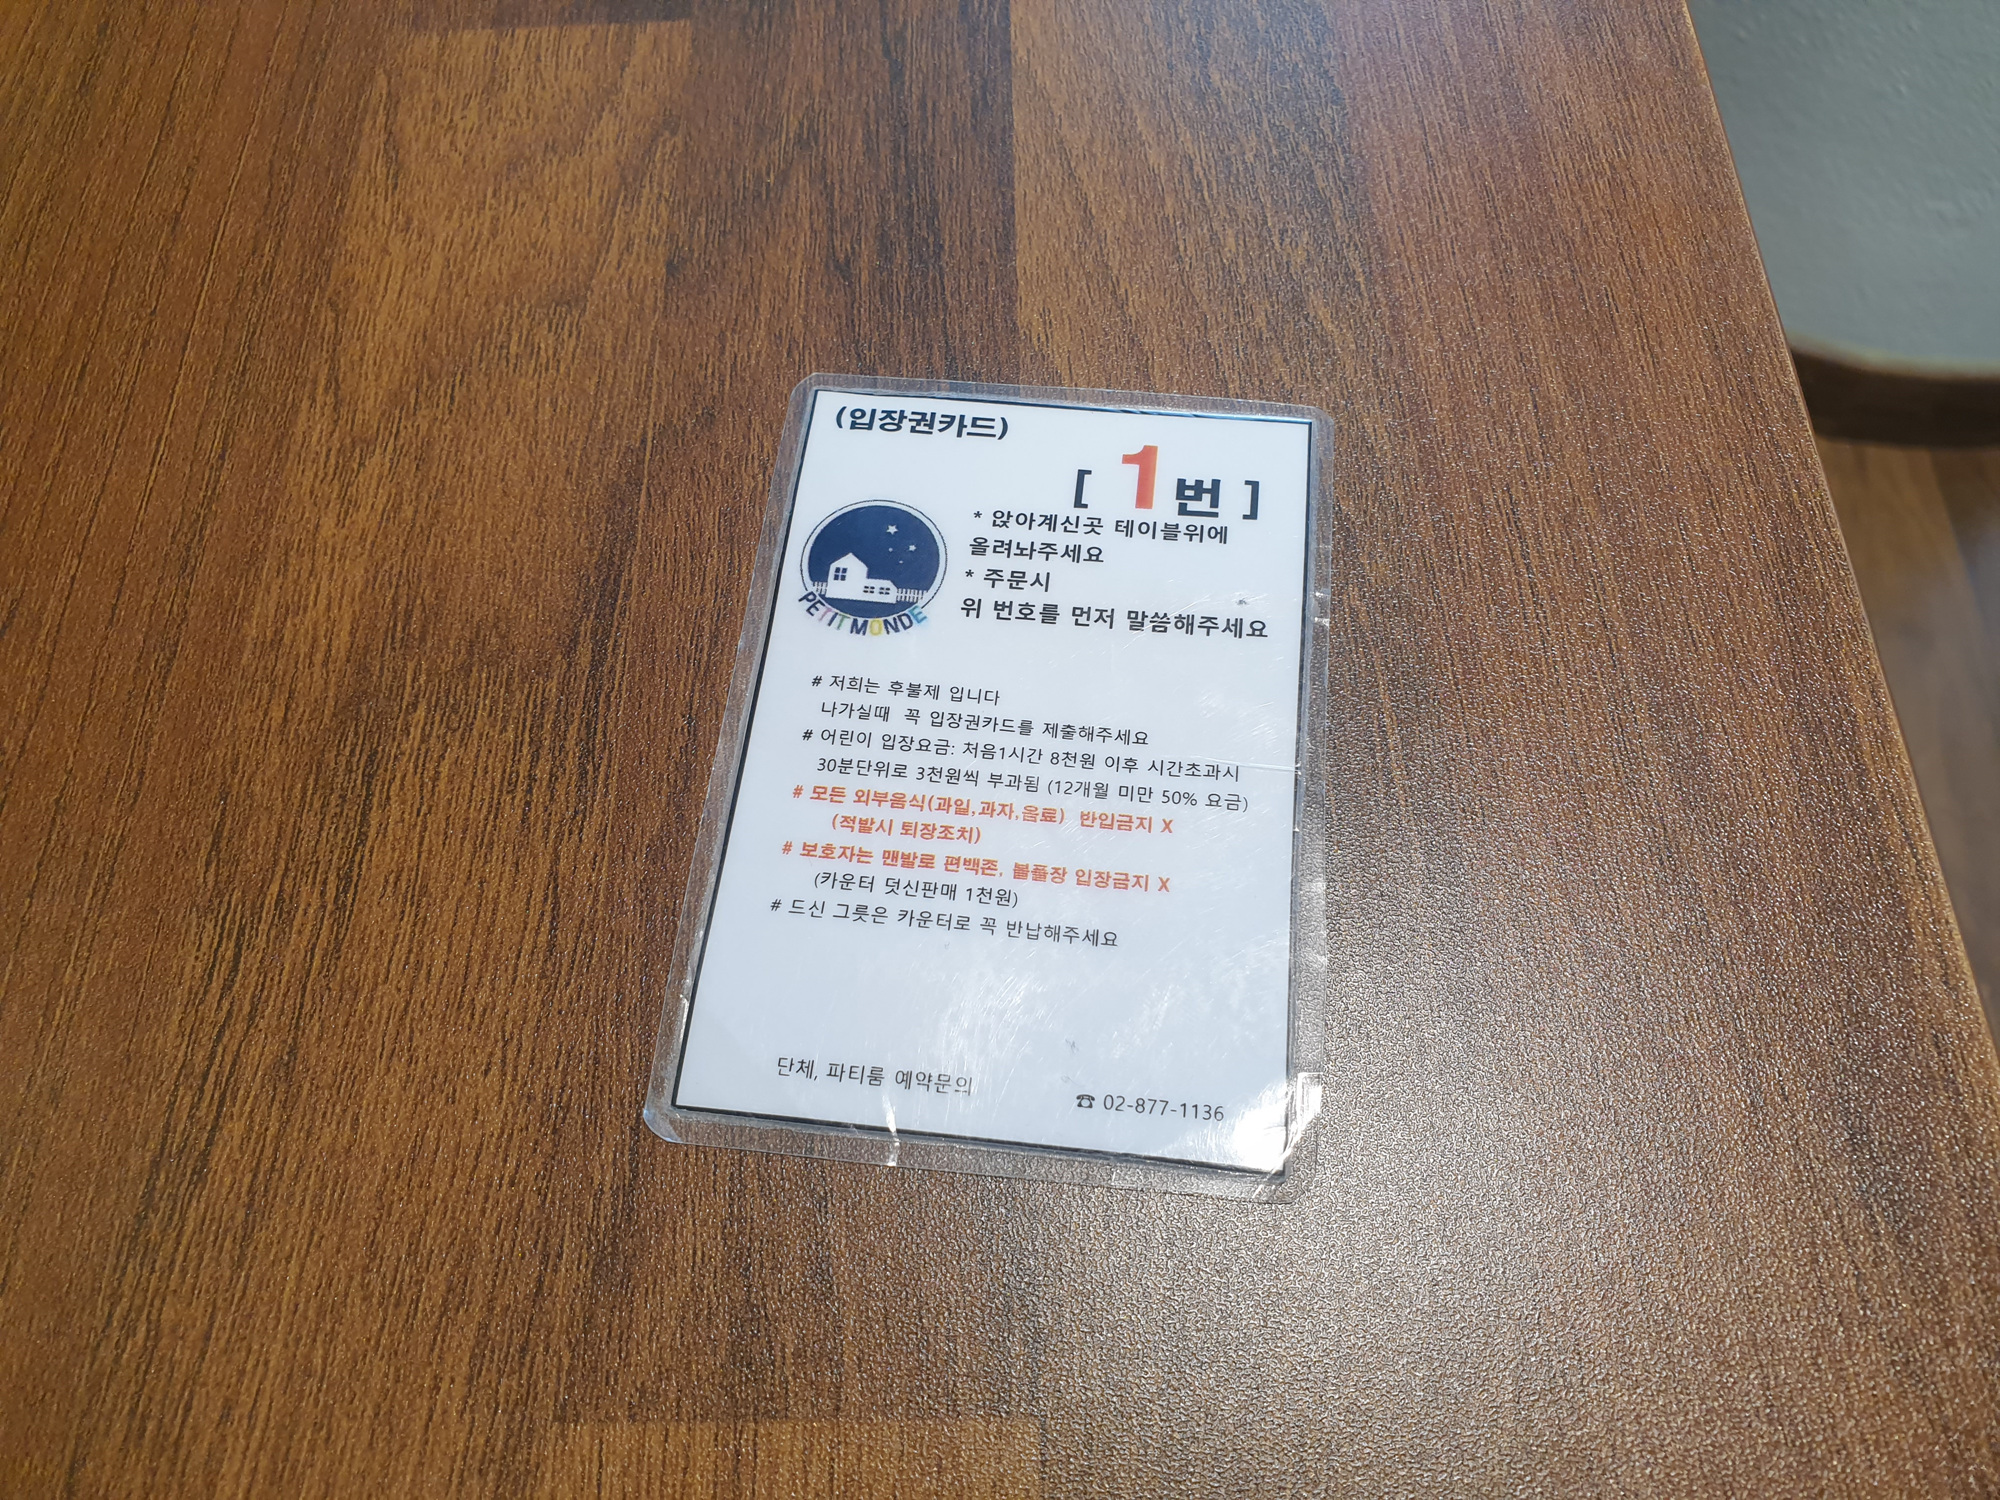 (입장권카드)
[ 1번 ]
PETIT MONDE
* 앉아계신곳 테이블위에
올려놔주세요
* 주문시
위 번호를 먼저 말씀해주세요
# 저희는 후불제 입니다
나가실때 꼭 입장권카드를 제출해주세요
# 어린이 입장요금: 처음1시간 8천원 이후 시간초과시
30분단위로 3천원씩 부과됨 (12개월 미만 50% 요금)
# 모든 외부음식(과일,과자,음료) 반입금지 X
(적발시 퇴장조치)
# 보호자는 맨발로 편백존, 볼풀장 입장금지 X
(카운터 덧신판매 1천원)
# 드신 그릇은 카운터로 꼭 반납해주세요
단체, 파티룸 예약문의
☎ 02-877-1136